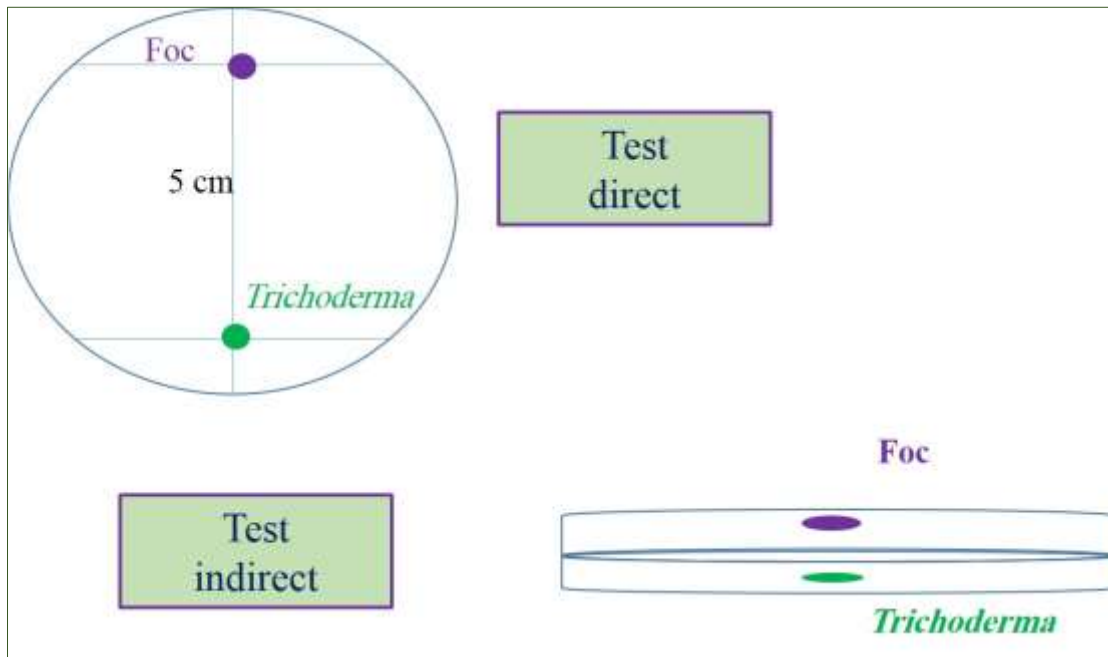 Foc
5 cm
Trichoderma
Test
direct
Foc
Test
indirect
Trichoderma